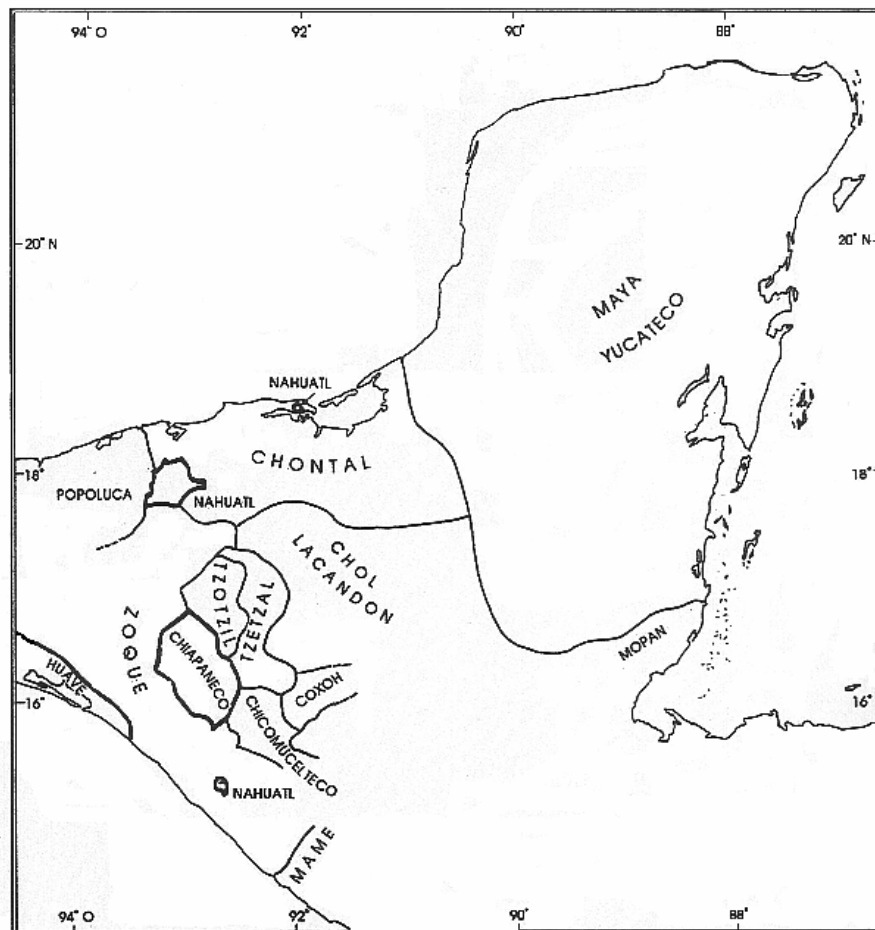 94° O
92°
90°
88°
20° N
20° N
MAYA
YUCATECO
NAHUATL
CHONTAL
18°
18°
POPOLUCA
NAHUATL
CHOL
LACANDON
TZOTZIL
TZETZAL
ZOQUE
CHIAPANECO
MOPAN
HUAVE
COXOH
16°
16°
CHICOMUCELTECO
NAHUATL
MAME
94° O
92°
90°
88°